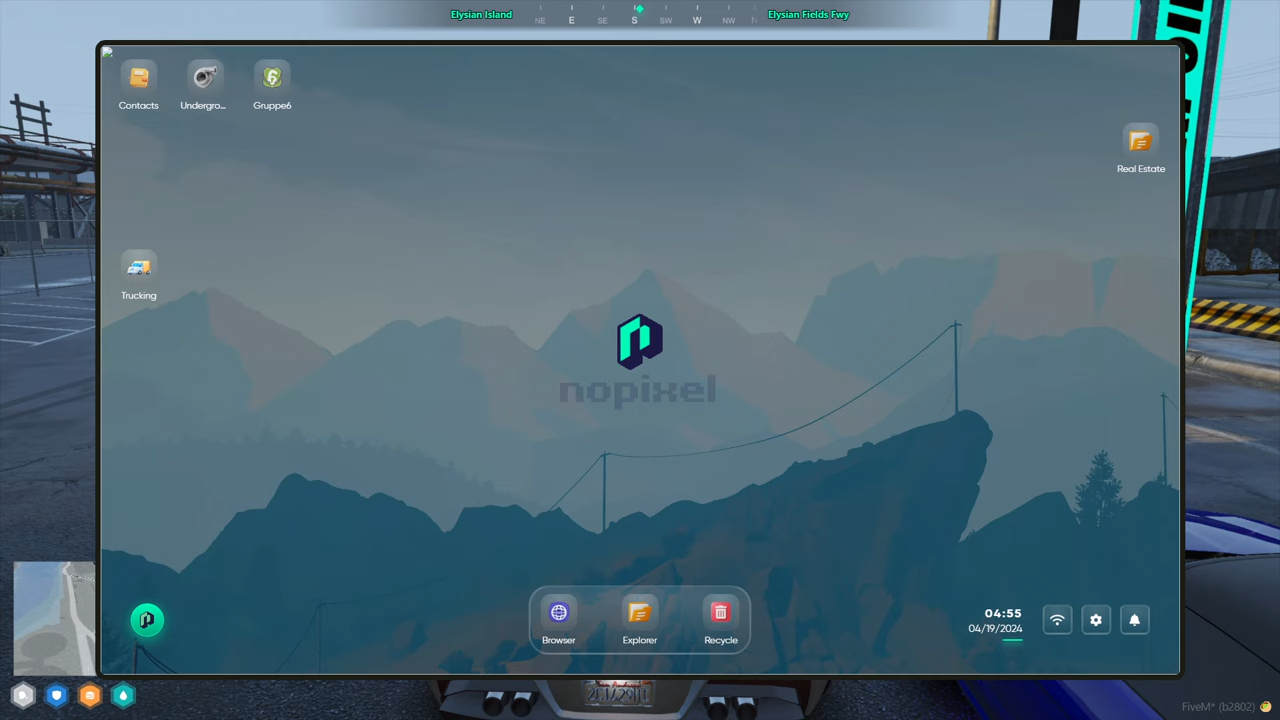 Elysian Island
NE E SE S SW W NW N
Elysian Fields Fwy
Contacts
Undergro...
Gruppe6
Real Estate
Trucking
nopixel
Browser
Explorer
Recycle
04:55
04/19/2024
FiveM* (b2802)